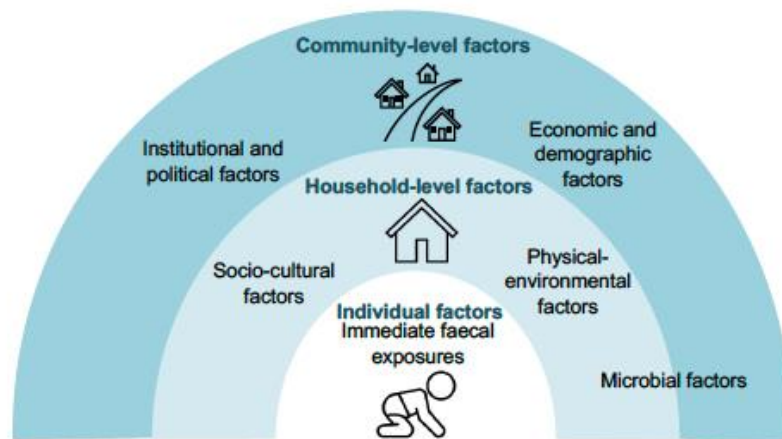 Community-level factors
Institutional and
political factors
Economic and
demographic
factors
Household-level factors
Socio-cultural
factors
Physical-
environmental
factors
Individual factors
Immediate faecal
exposures
Microbial factors